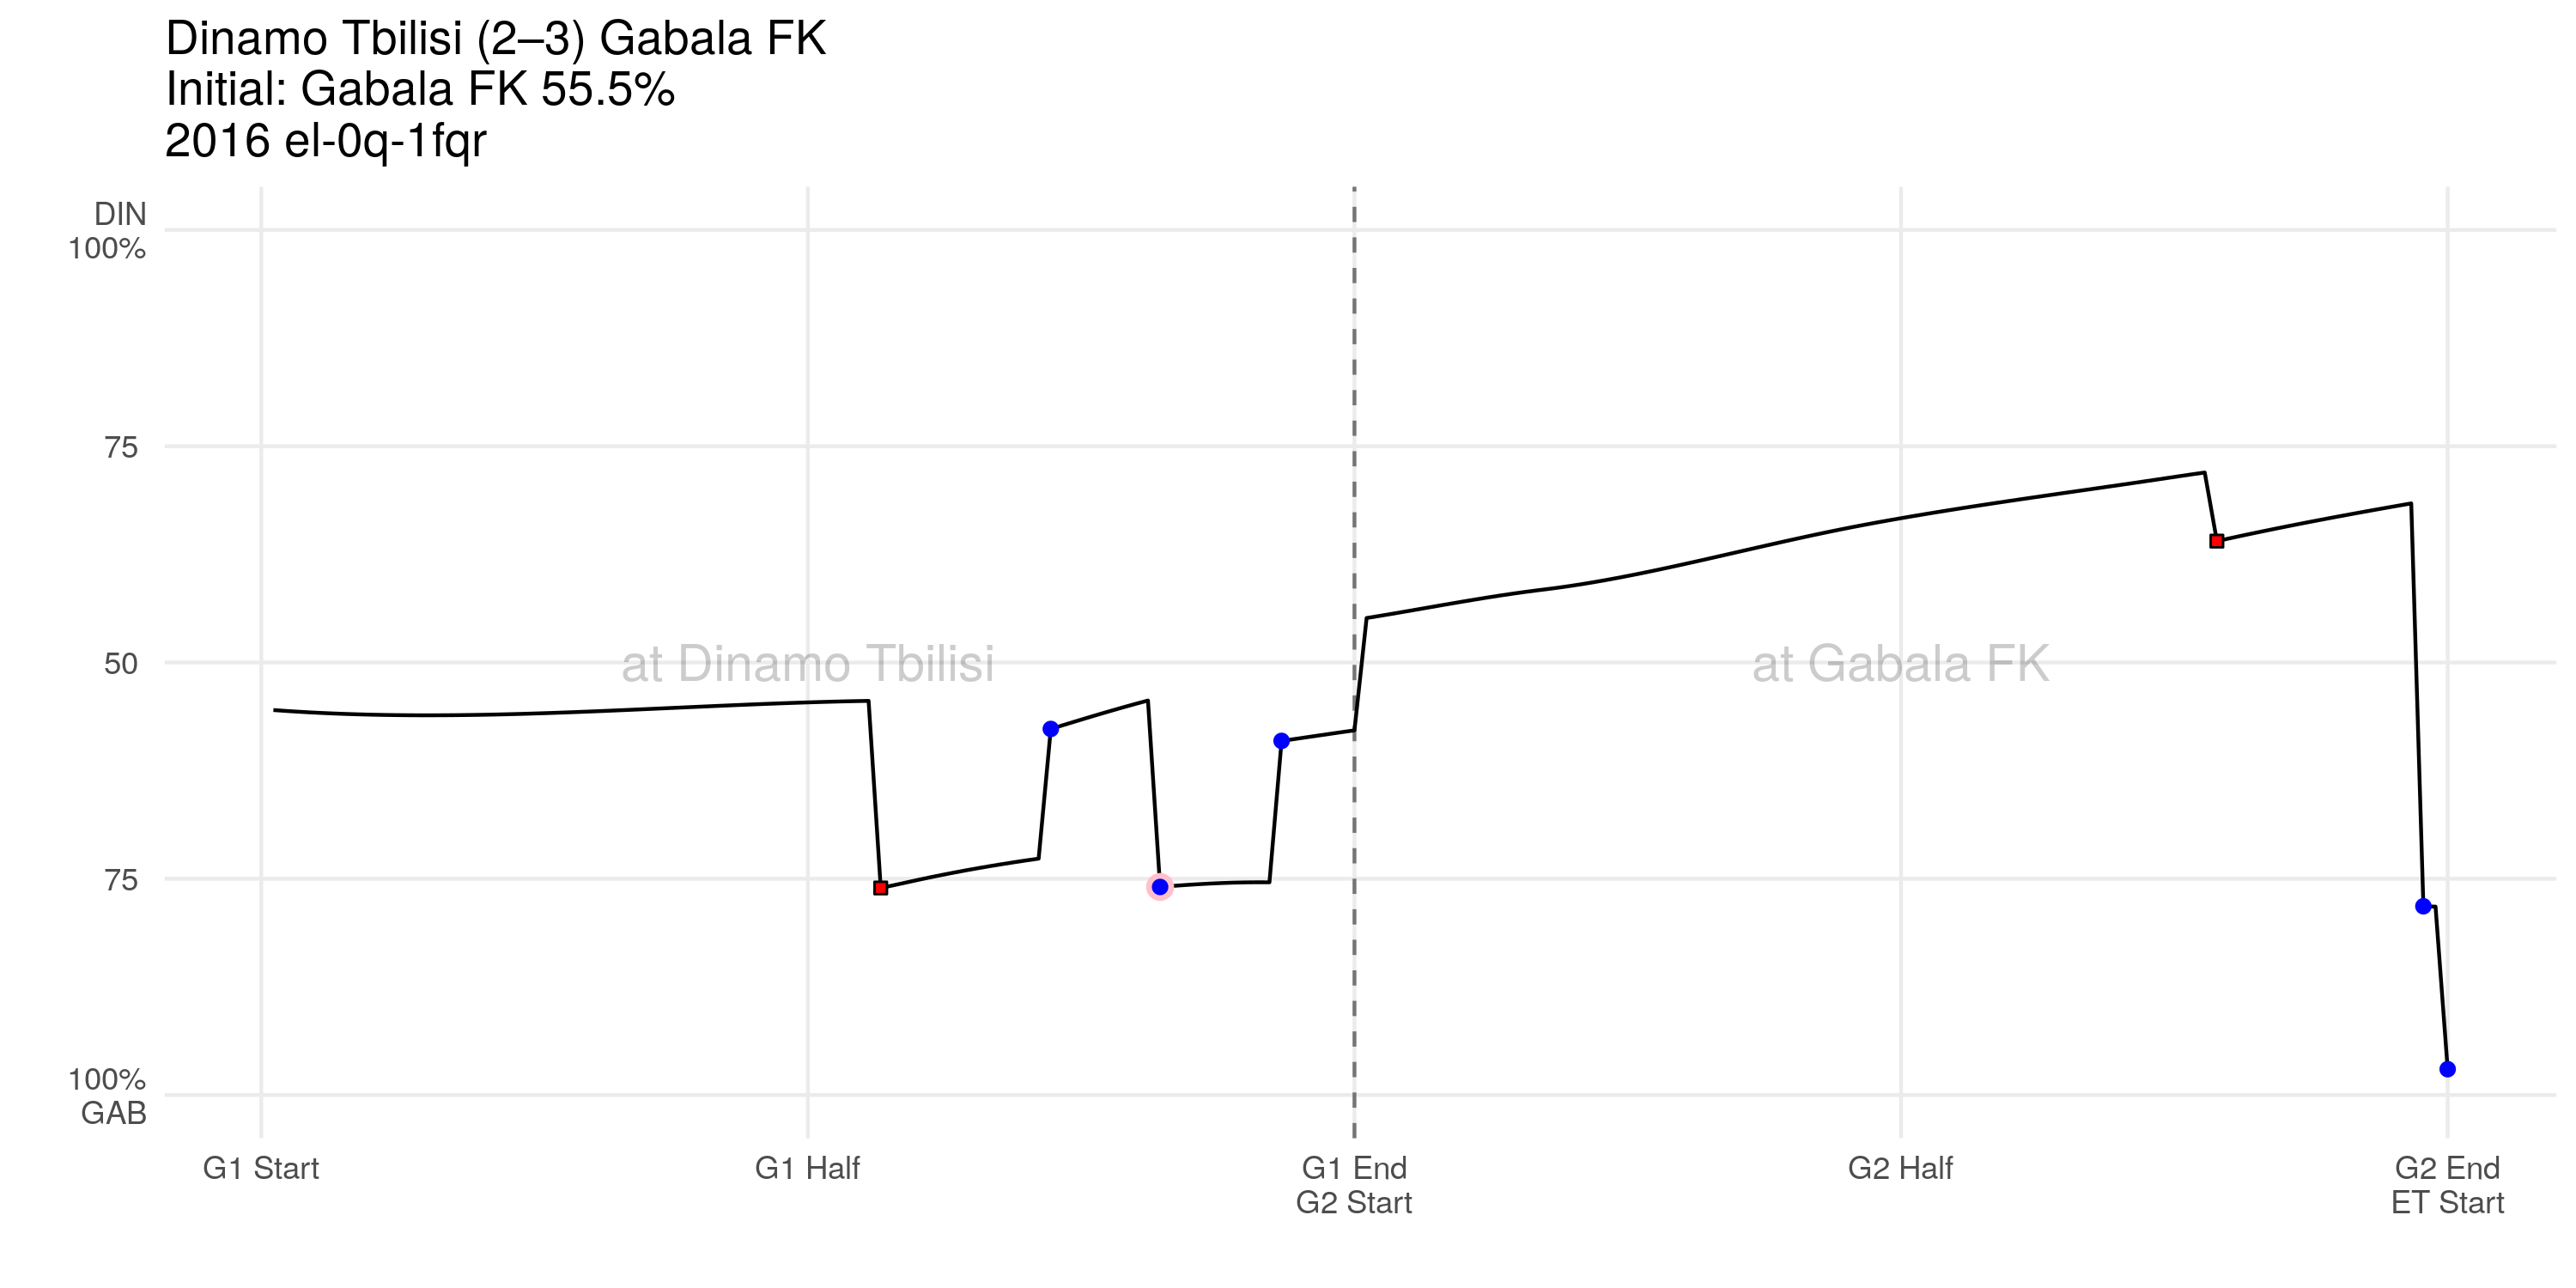 Dinamo Tbilisi (2–3) Gabala FK
Initial: Gabala FK 55.5%
2016 el-0q-1fqr
DIN
100%
75
50
75
100%
GAB
at Dinamo Tbilisi
at Gabala FK
G1 Start
G1 Half
G1 End
G2 Start
G2 Half
G2 End
ET Start